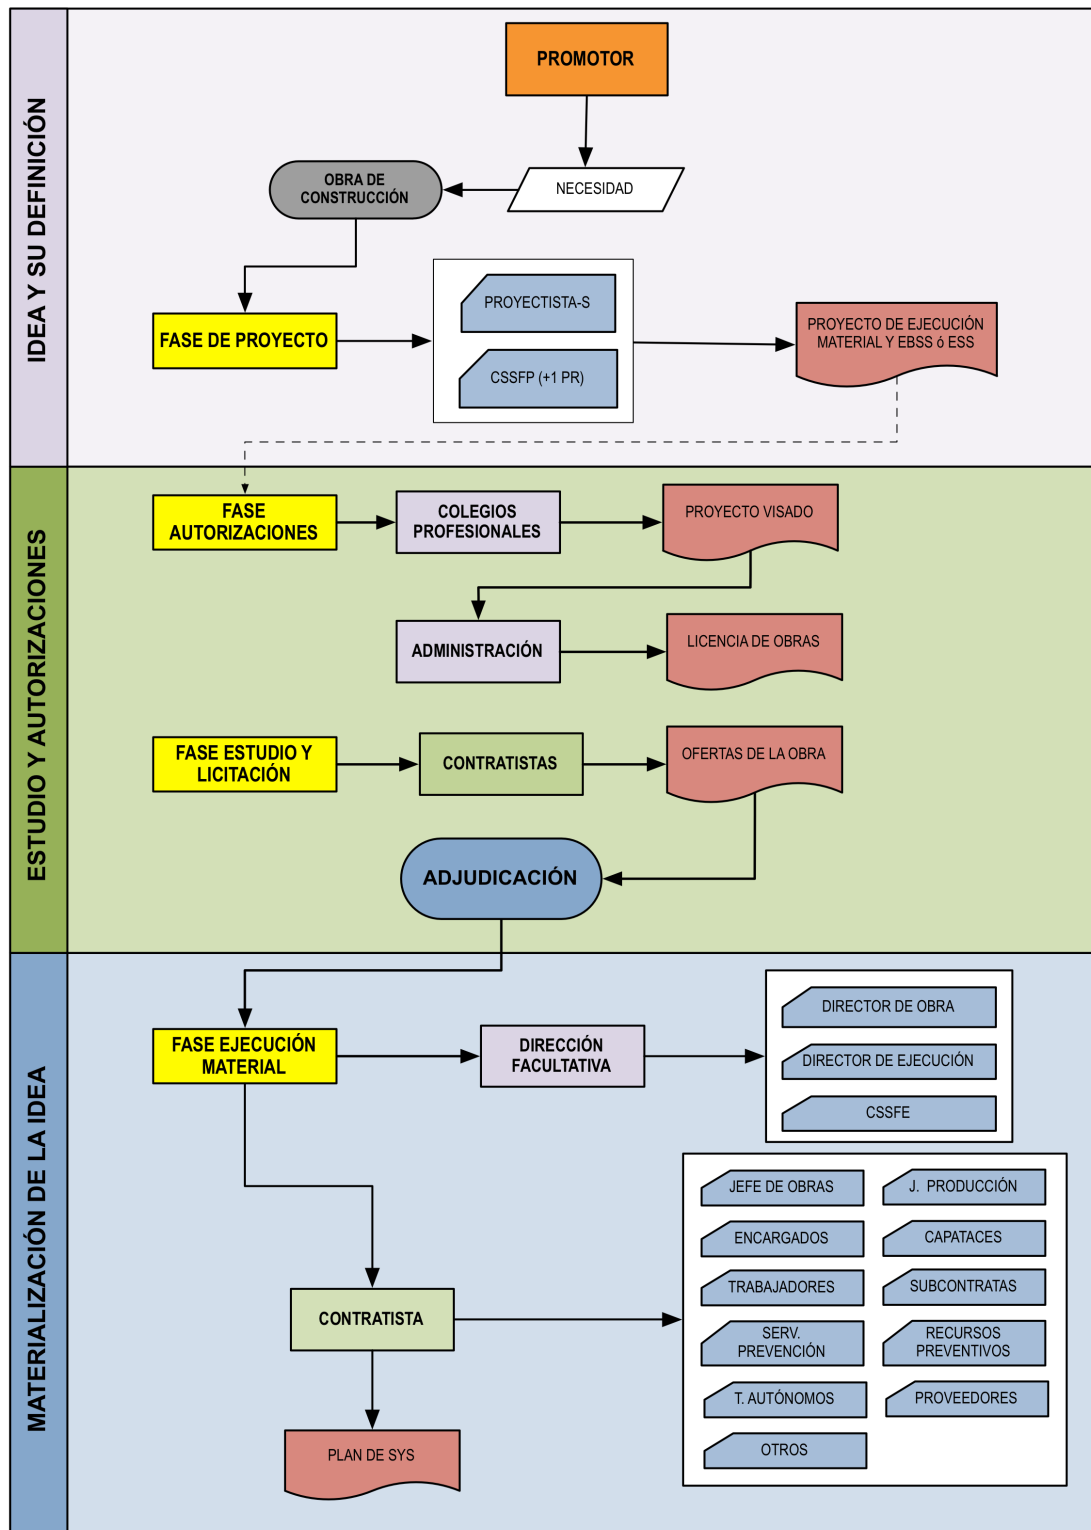 IDEA Y SU DEFINICIÓN
PROMOTOR
NECESIDAD
OBRA DE
CONSTRUCCIÓN
FASE DE PROYECTO
PROYECTISTA-S
CSSFP (+1 PR)
PROYECTO DE EJECUCIÓN
MATERIAL Y EBSS ó ESS
ESTUDIO Y AUTORIZACIONES
FASE
AUTORIZACIONES
COLEGIOS
PROFESIONALES
PROYECTO VISADO
ADMINISTRACIÓN
LICENCIA DE OBRAS
FASE ESTUDIO Y
LICITACIÓN
CONTRATISTAS
OFERTAS DE LA OBRA
ADJUDICACIÓN
MATERIALIZACIÓN DE LA IDEA
FASE EJECUCIÓN
MATERIAL
DIRECCIÓN
FACULTATIVA
DIRECTOR DE OBRA
DIRECTOR DE EJECUCIÓN
CSSFE
CONTRATISTA
JEFE DE OBRAS
J. PRODUCCIÓN
ENCARGADOS
CAPATACES
TRABAJADORES
SUBCONTRATAS
SERV.
PREVENCIÓN
RECURSOS
PREVENTIVOS
T. AUTÓNOMOS
PROVEEDORES
OTROS
PLAN DE SYS